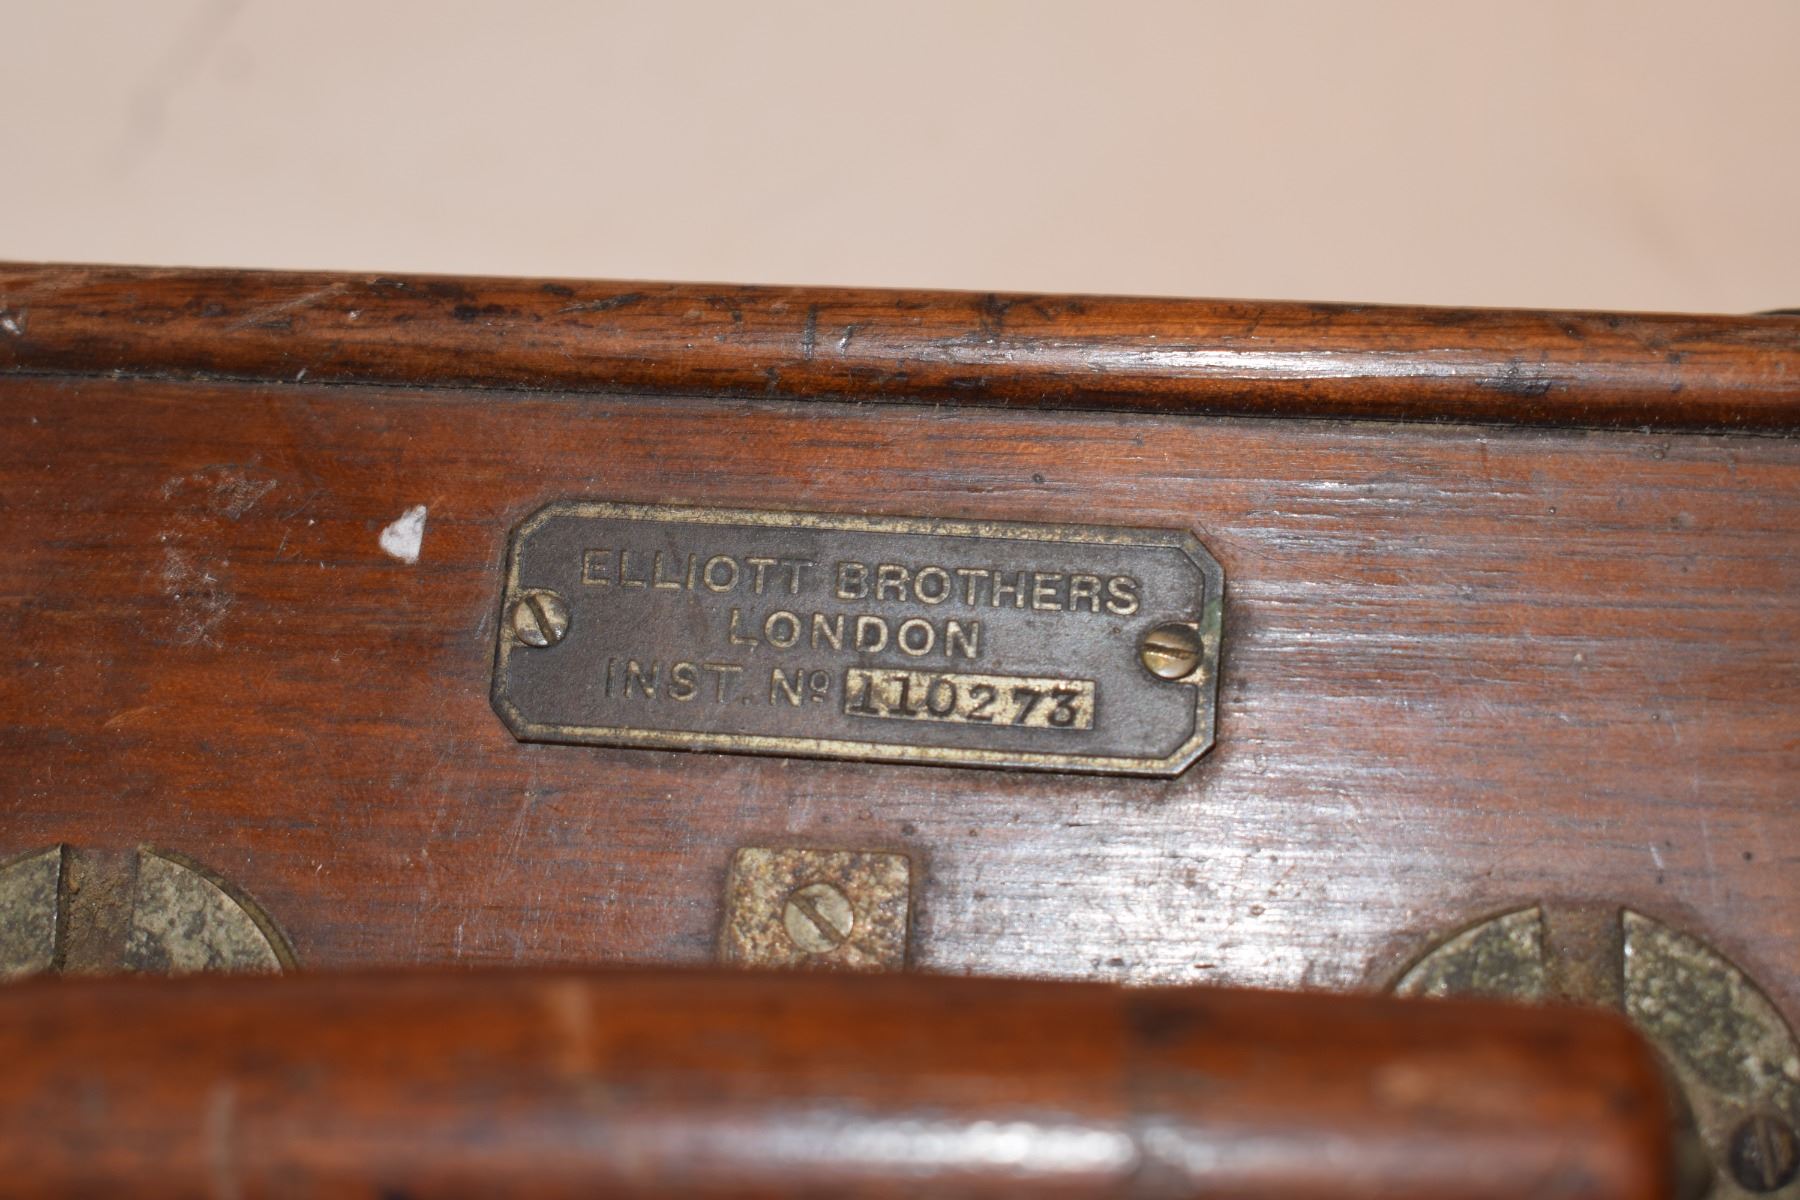 ELLIOTT BROTHERS
LONDON
INST. Nº 110273